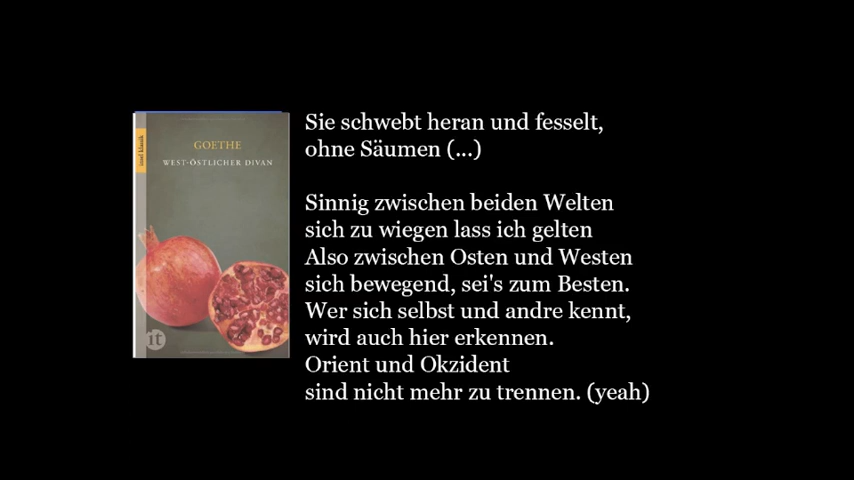 GOETHE
WEST-ÖSTLICHER DIVAN
insel klassik
it
Sie schwebt heran und fesselt,
ohne Säumen (...)
Sinnig zwischen beiden Welten
sich zu wiegen lass ich gelten
Also zwischen Osten und Westen
sich bewegend, sei's zum Besten.
Wer sich selbst und andre kennt,
wird auch hier erkennen.
Orient und Okzident
sind nicht mehr zu trennen. (yeah)